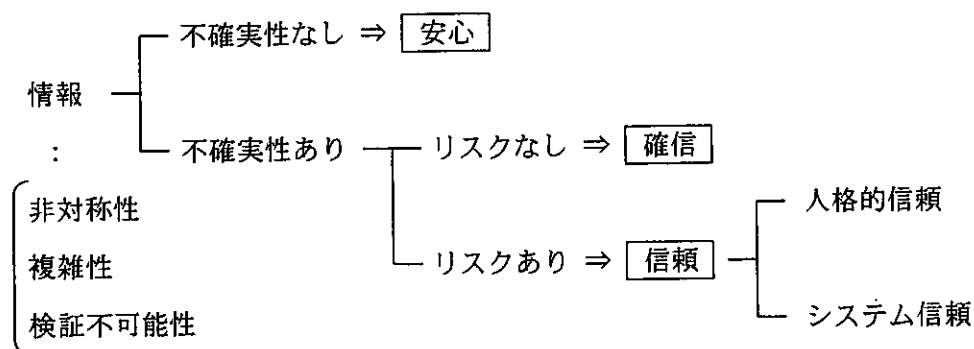 不確実性なし ⇒ 安心
情報
:
不確実性あり
リスクなし ⇒ 確信
非対称性
複雑性
検証不可能性
リスクあり ⇒ 信頼
人格的信頼
システム信頼